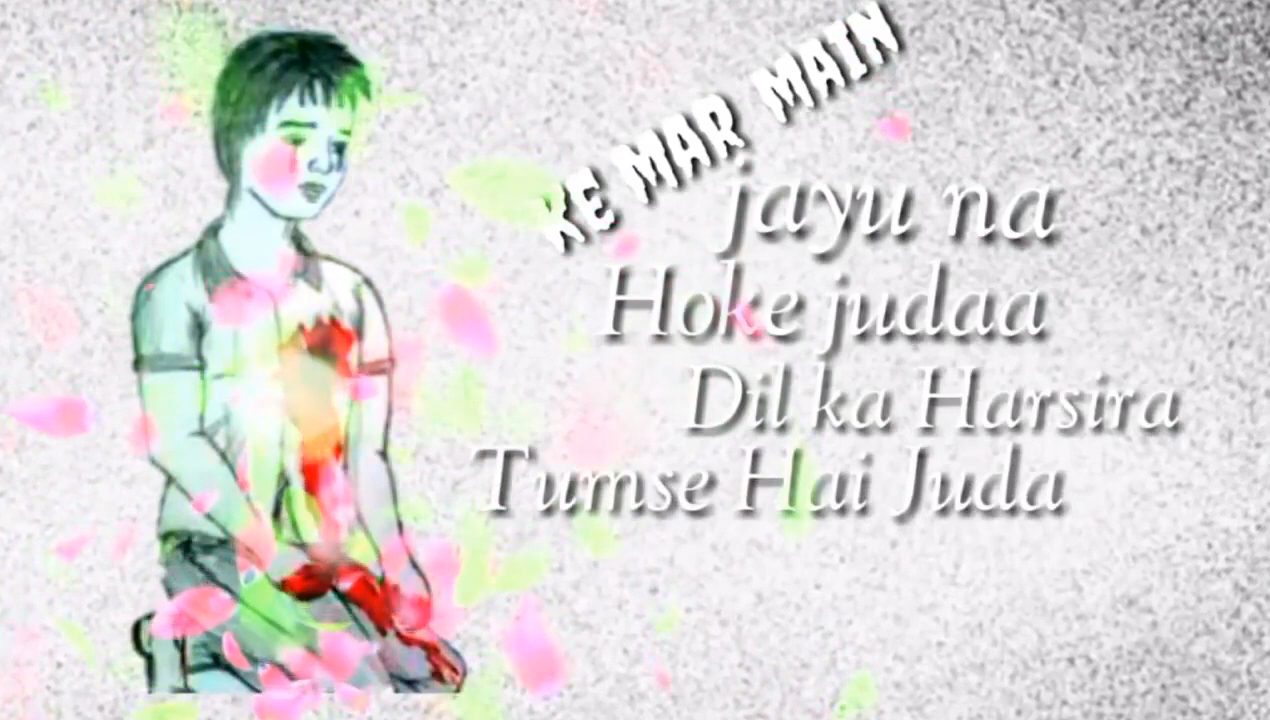 KE MAR MAIN
jayu na
Hoke judaa
Dil ka Harsira
Tumse Hai Juda